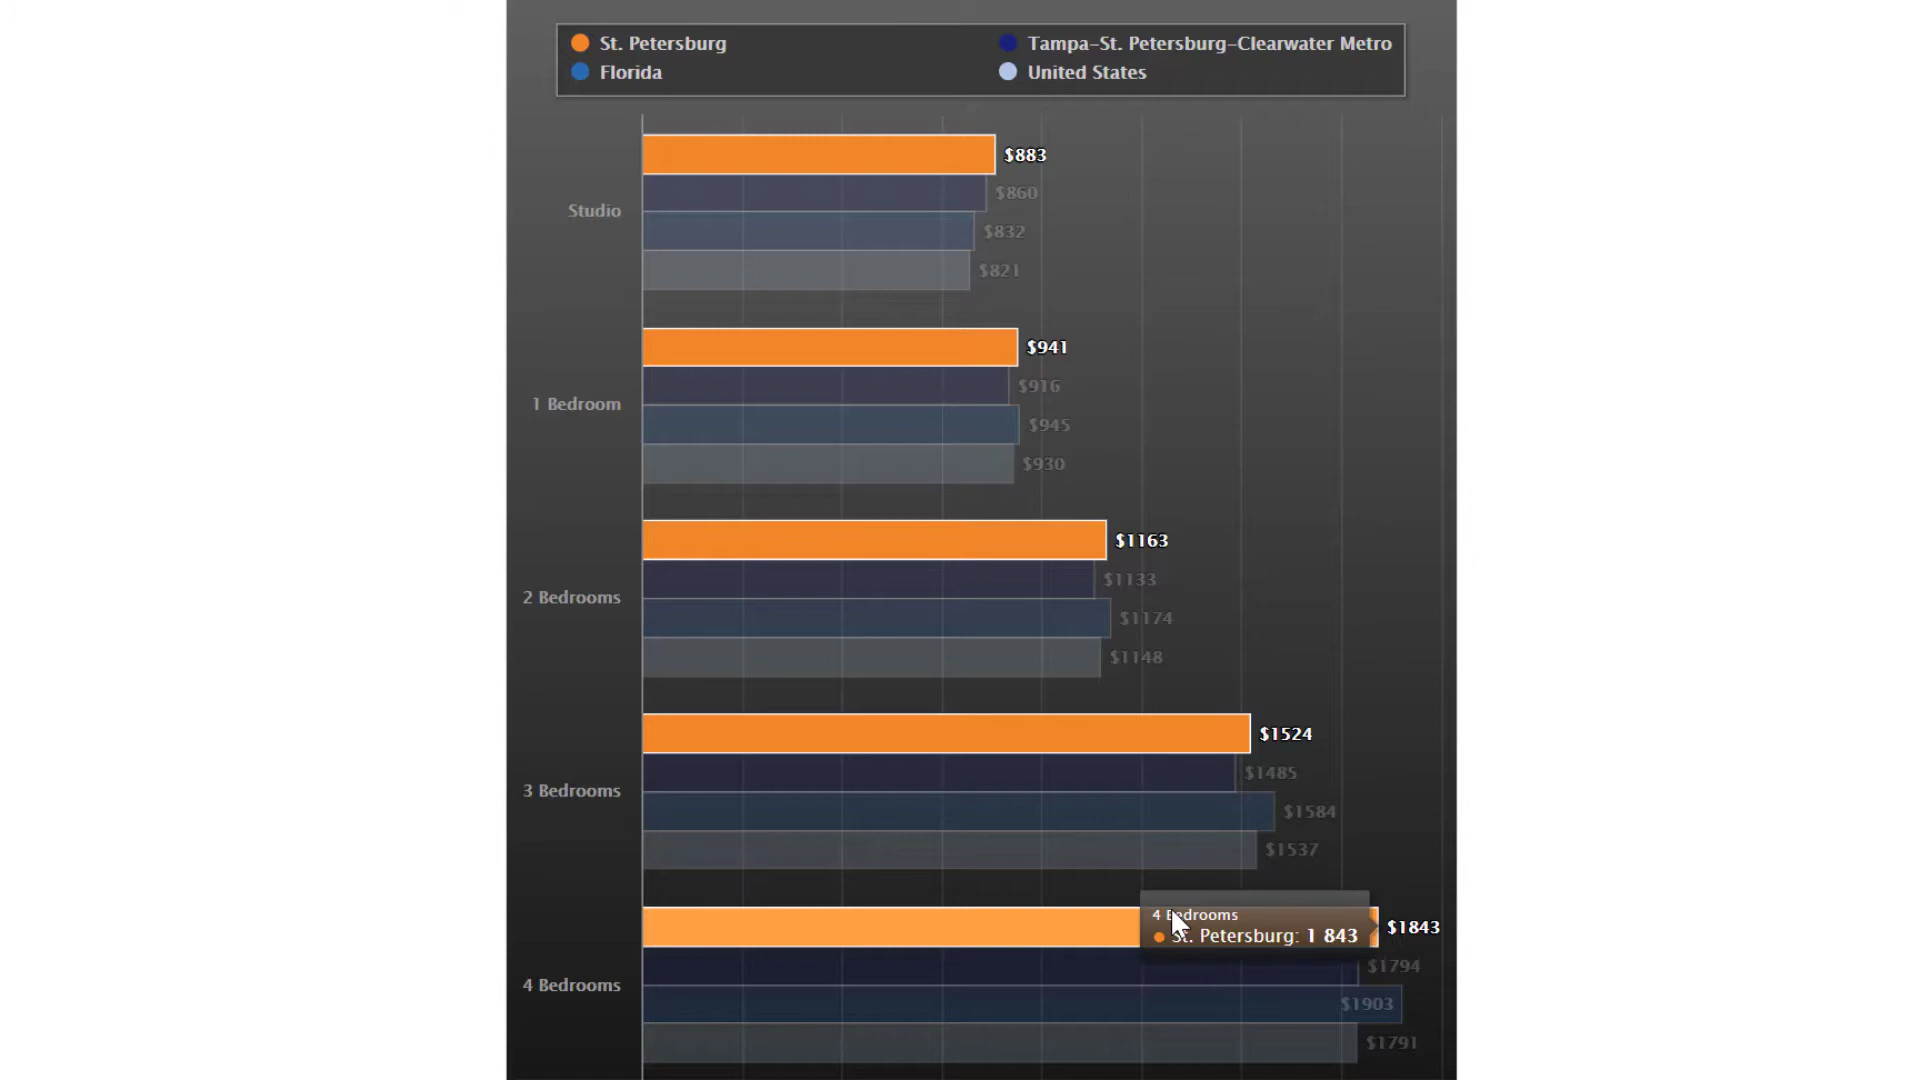 St. Petersburg
Tampa-St. Petersburg-Clearwater Metro
Florida
United States
$883
$860
Studio
$832
$821
$941
$916
1 Bedroom
$945
$930
$1163
$1133
2 Bedrooms
$1174
$1148
$1524
$1485
3 Bedrooms
$1584
$1537
4 Bedrooms
St. Petersburg: 1 843
$1843
$1794
4 Bedrooms
$1903
$1791